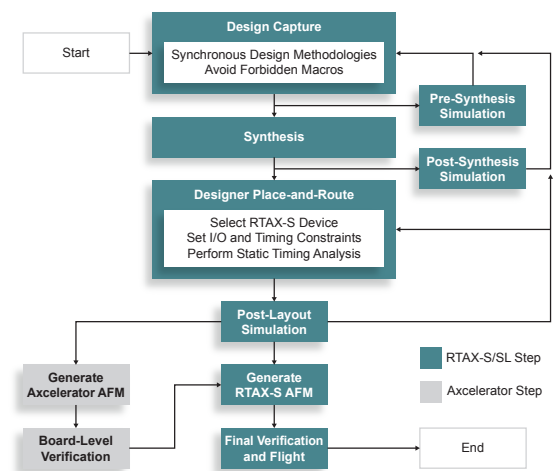 Design Capture
Start
Synchronous Design Methodologies
Avoid Forbidden Macros
Pre-Synthesis
Simulation
Synthesis
Post-Synthesis
Simulation
Designer Place-and-Route
Select RTAX-S Device
Set I/O and Timing Constraints
Perform Static Timing Analysis
Post-Layout
Simulation
RTAX-S/SL Step
Axcelerator Step
Generate
Axcelerator AFM
Generate
RTAX-S AFM
Board-Level
Verification
Final Verification
and Flight
End